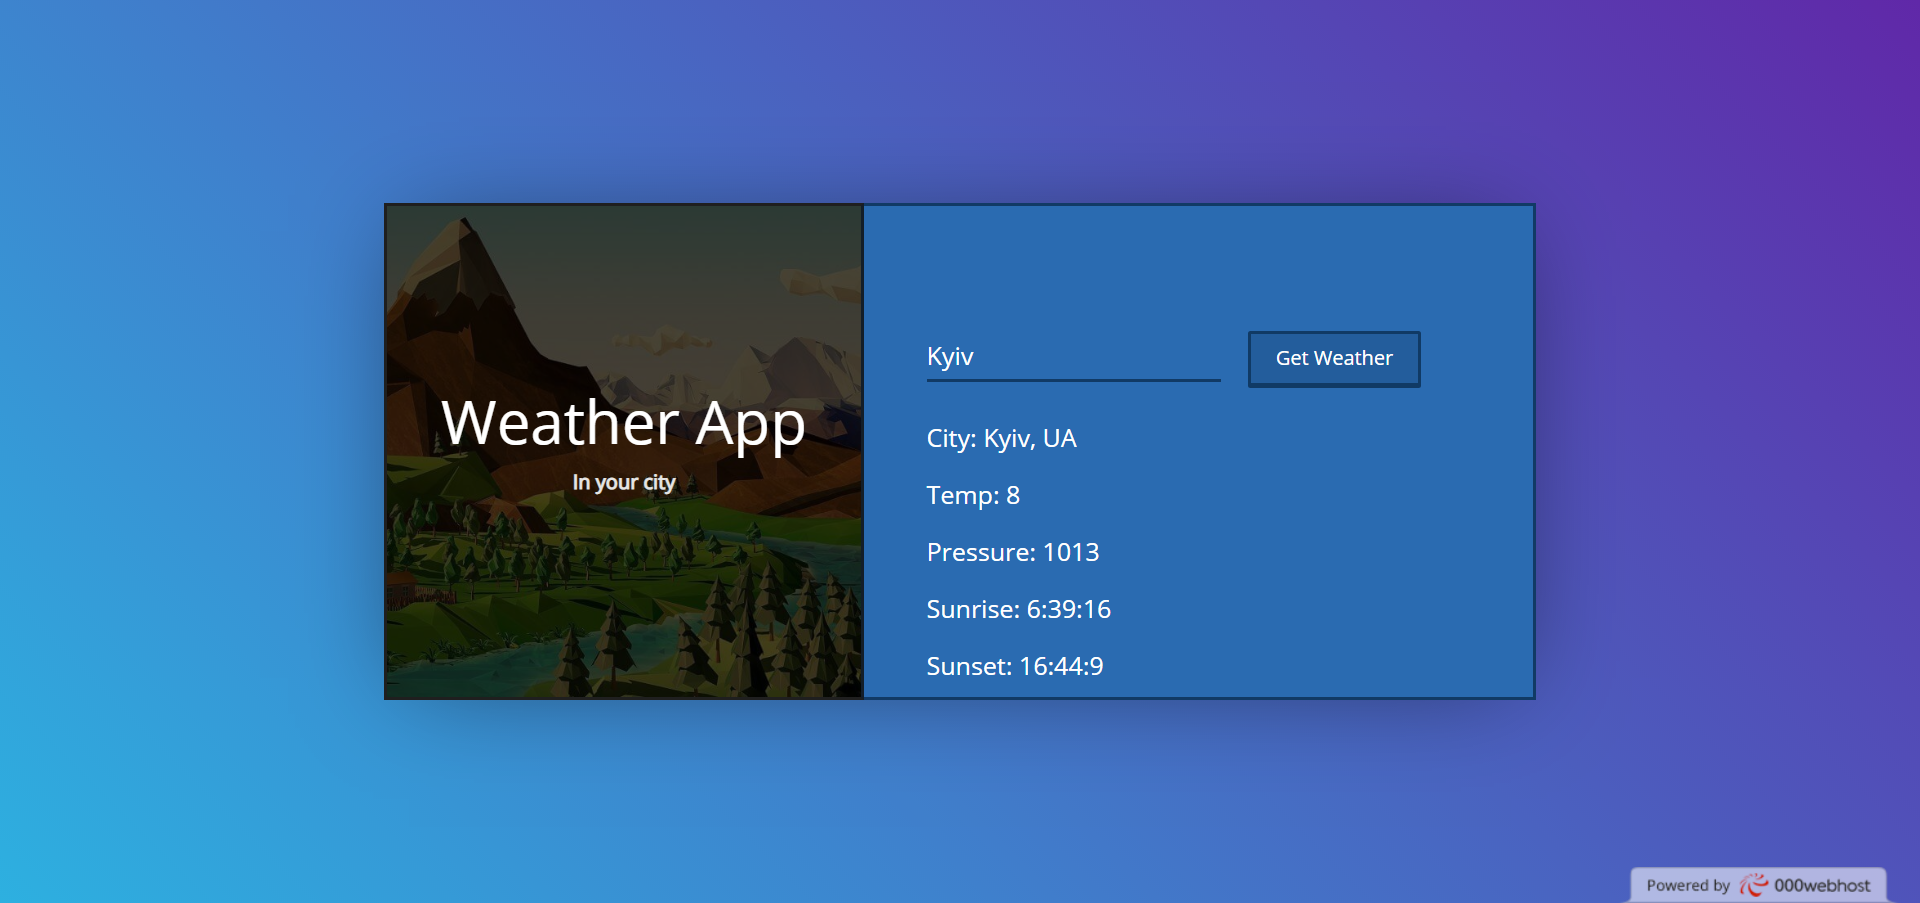 Weather App
In your city
Kyiv
Get Weather
City: Kyiv, UA
Temp: 8
Pressure: 1013
Sunrise: 6:39:16
Sunset: 16:44:9
Powered by 000webhost